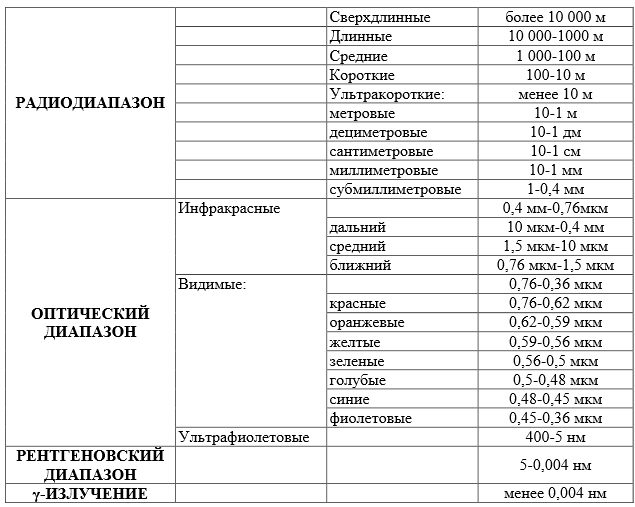 РАДИОДИАПАЗОН
Сверхдлинные более 10 000 м
Длинные 10 000-1000 м
Средние 1 000-100 м
Короткие 100-10 м
Ультракороткие: менее 10 м
метровые 10-1 м
дециметровые 10-1 дм
сантиметровые 10-1 см
миллиметровые 10-1 мм
субмиллиметровые 1-0,4 мм
ОПТИЧЕСКИЙ
ДИАПАЗОН
Инфракрасные 0,4 мм-0,76мкм
дальний 10 мкм-0,4 мм
средний 1,5 мкм-10 мкм
ближний 0,76 мкм-1,5 мкм
Видимые: 0,76-0,36 мкм
красные 0,76-0,62 мкм
оранжевые 0,62-0,59 мкм
желтые 0,59-0,56 мкм
зеленые 0,56-0,5 мкм
голубые 0,5-0,48 мкм
синие 0,48-0,45 мкм
фиолетовые 0,45-0,36 мкм
Ультрафиолетовые 400-5 нм
РЕНТГЕНОВСКИЙ
ДИАПАЗОН 5-0,004 нм
γ-ИЗЛУЧЕНИЕ менее 0,004 нм